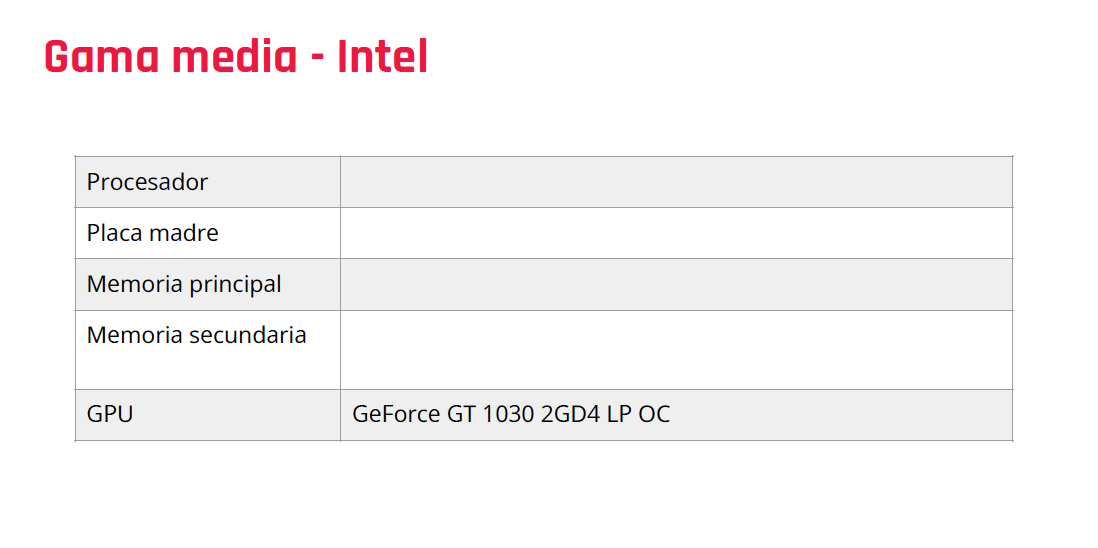 Gama media - Intel
Procesador
Placa madre
Memoria principal
Memoria secundaria
GPU GeForce GT 1030 2GD4 LP OC